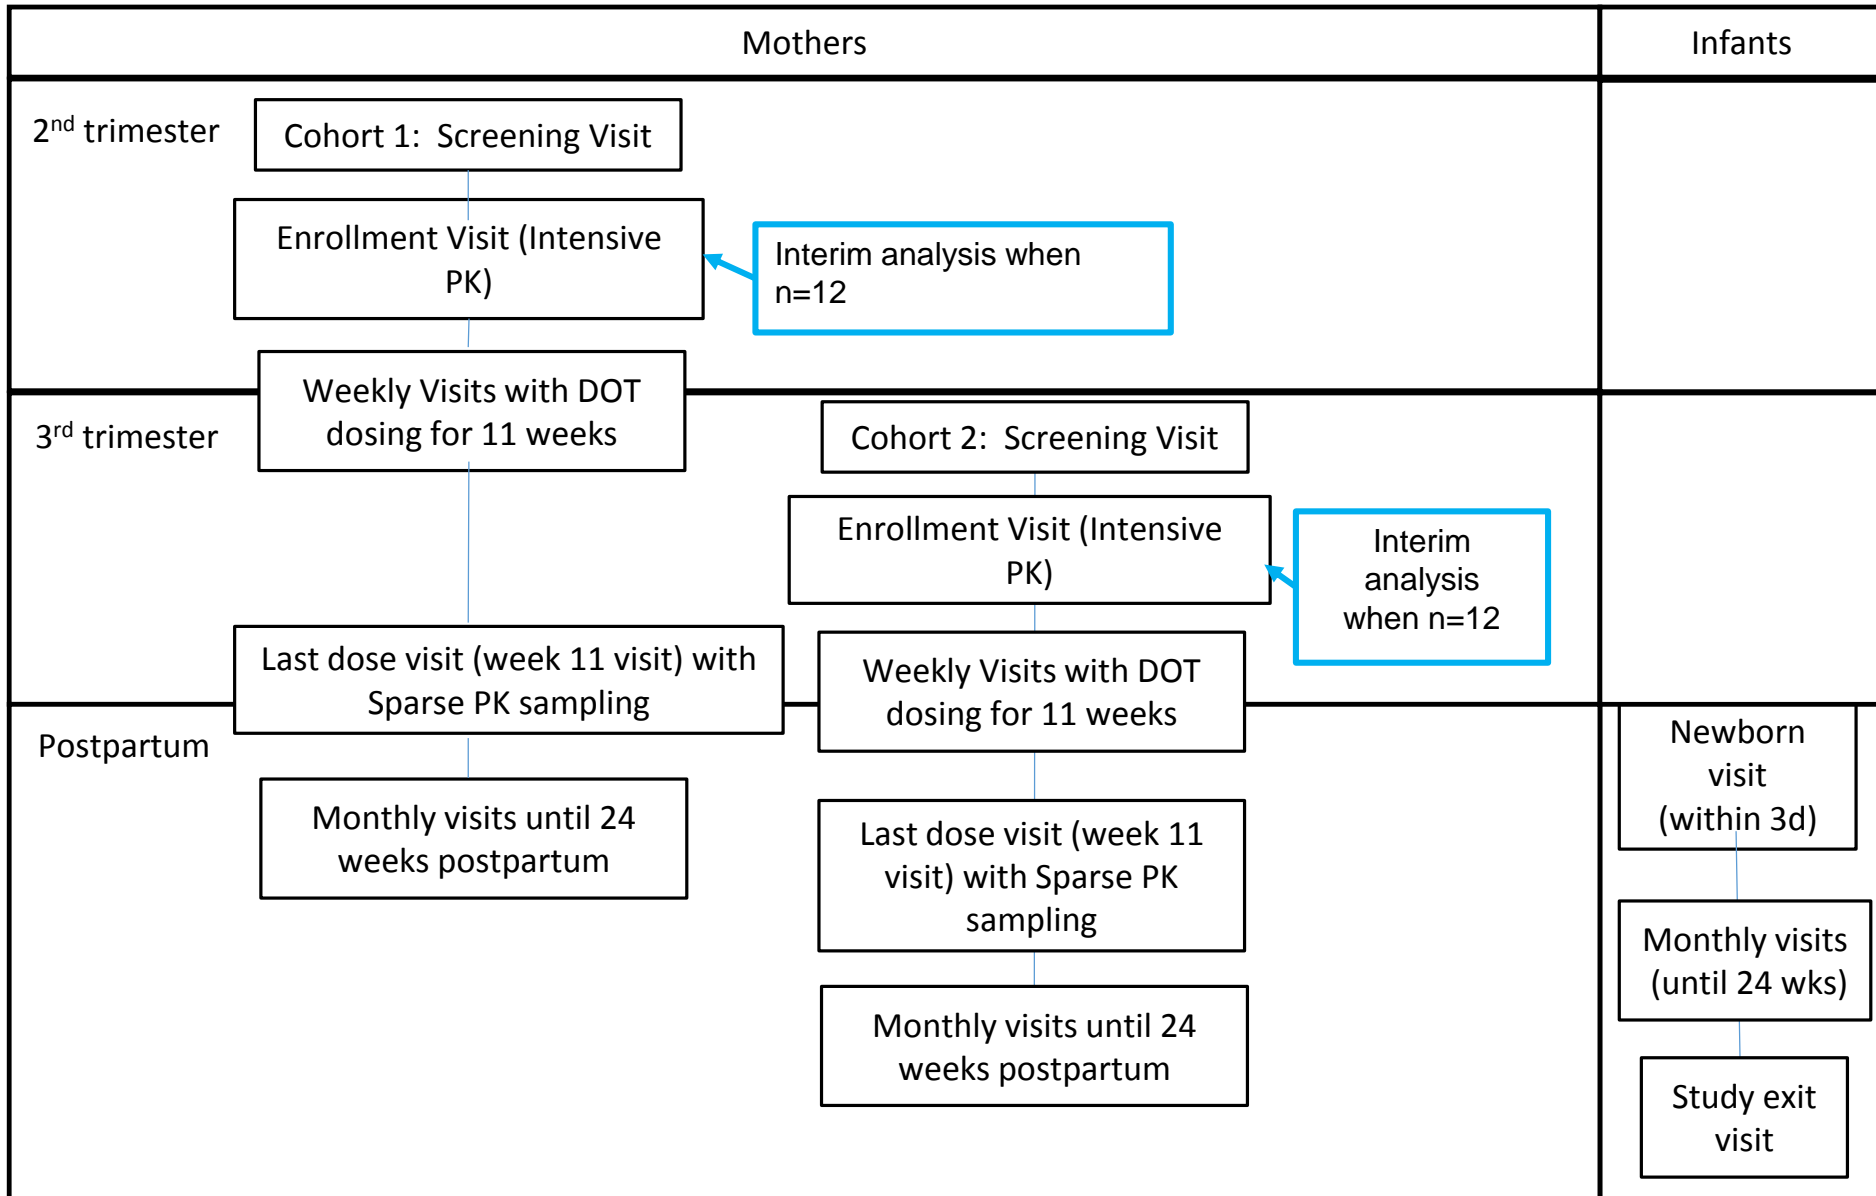 Mothers
Infants
2nd trimester
Cohort 1:  Screening Visit
Enrollment Visit (Intensive
PK)
Interim analysis when
n=12
Weekly Visits with DOT
dosing for 11 weeks
3rd trimester
Cohort 2:  Screening Visit
Enrollment Visit (Intensive
PK)
Interim
analysis
when n=12
Last dose visit (week 11 visit) with
Sparse PK sampling
Weekly Visits with DOT
dosing for 11 weeks
Postpartum
Monthly visits until 24
weeks postpartum
Last dose visit (week 11
visit) with Sparse PK
sampling
Monthly visits until 24
weeks postpartum
Newborn
visit
(within 3d)
Monthly visits
(until 24 wks)
Study exit
visit